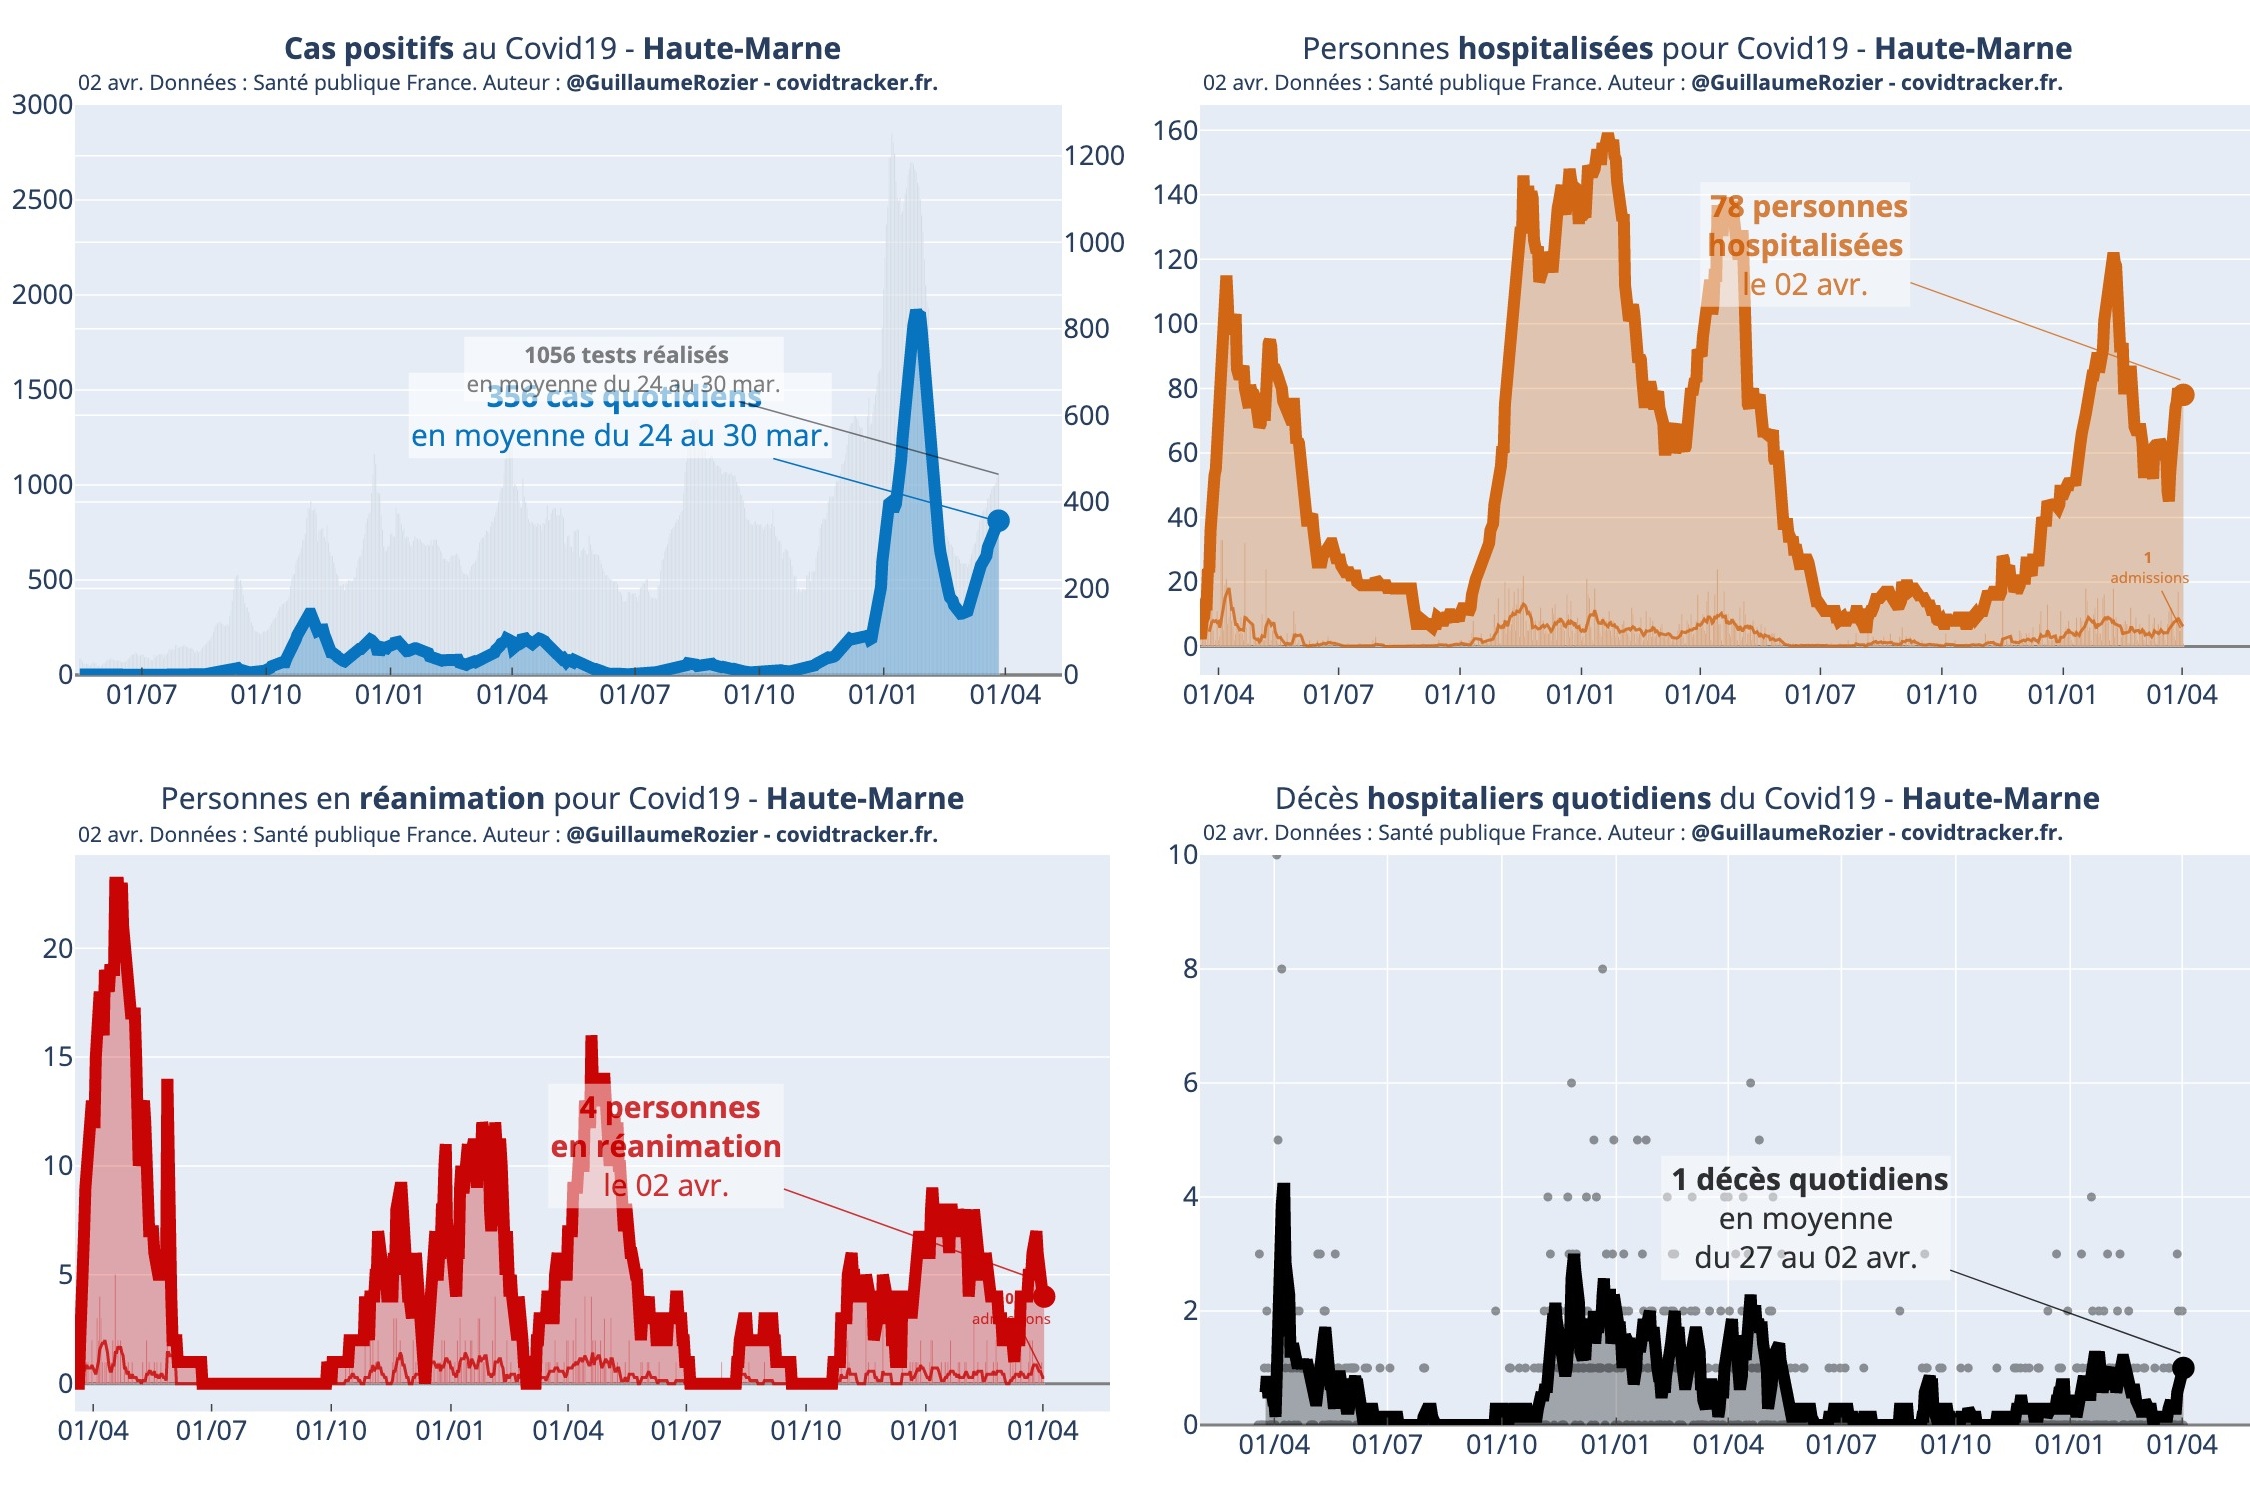 Cas positifs au Covid19 - Haute-Marne
02 avr. Données : Santé publique France. Auteur : @GuillaumeRozier - covidtracker.fr.
3000
2500
2000
1500
1000
500
0
1200
1000
800
600
400
200
0
1056 tests réalisés
en moyenne du 24 au 30 mar.
356 cas quotidiens
en moyenne du 24 au 30 mar.
01/07 01/10 01/01 01/04 01/07 01/10 01/01 01/04
Personnes hospitalisées pour Covid19 - Haute-Marne
02 avr. Données : Santé publique France. Auteur : @GuillaumeRozier - covidtracker.fr.
160
140
120
100
80
60
40
20
0
78 personnes
hospitalisées
le 02 avr.
1
admissions
01/04 01/07 01/10 01/01 01/04 01/07 01/10 01/01 01/04
Personnes en réanimation pour Covid19 - Haute-Marne
02 avr. Données : Santé publique France. Auteur : @GuillaumeRozier - covidtracker.fr.
20
15
10
5
0
4 personnes
en réanimation
le 02 avr.
0
admissions
01/04 01/07 01/10 01/01 01/04 01/07 01/10 01/01 01/04
Décès hospitaliers quotidiens du Covid19 - Haute-Marne
02 avr. Données : Santé publique France. Auteur : @GuillaumeRozier - covidtracker.fr.
10
8
6
4
2
0
1 décès quotidiens
en moyenne
du 27 au 02 avr.
01/04 01/07 01/10 01/01 01/04 01/07 01/10 01/01 01/04